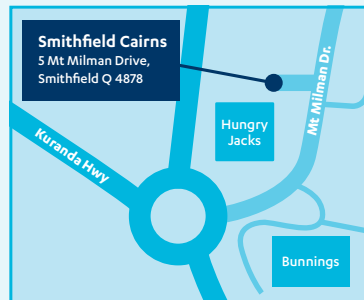 Smithfield Cairns
5 Mt Milman Drive,
Smithfield Q 4878
Mt Milman Dr.
Hungry
Jacks
Kuranda Hwy
Bunnings